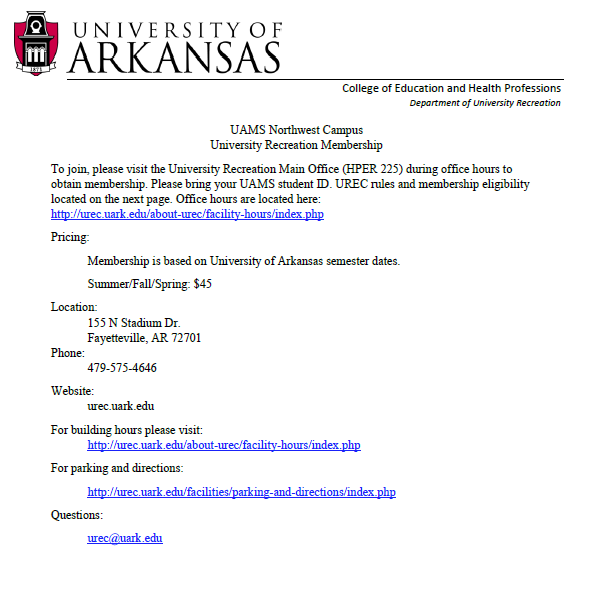 UNIVERSITY OF
ARKANSAS
1871
College of Education and Health Professions
Department of University Recreation
UAMS Northwest Campus
University Recreation Membership
To join, please visit the University Recreation Main Office (HPER 225) during office hours to
obtain membership. Please bring your UAMS student ID. UREC rules and membership eligibility
located on the next page. Office hours are located here:
http://urec.uark.edu/about-urec/facility-hours/index.php
Pricing:
Membership is based on University of Arkansas semester dates.
Summer/Fall/Spring: $45
Location:
155 N Stadium Dr.
Fayetteville, AR 72701
Phone:
479-575-4646
Website:
urec.uark.edu
For building hours please visit:
http://urec.uark.edu/about-urec/facility-hours/index.php
For parking and directions:
http://urec.uark.edu/facilities/parking-and-directions/index.php
Questions:
urec@uark.edu